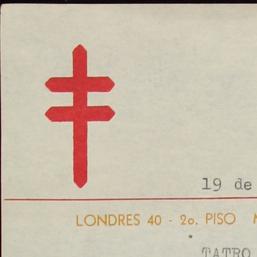 19 de
LONDRES 40 - 2o. PISO
TATRO